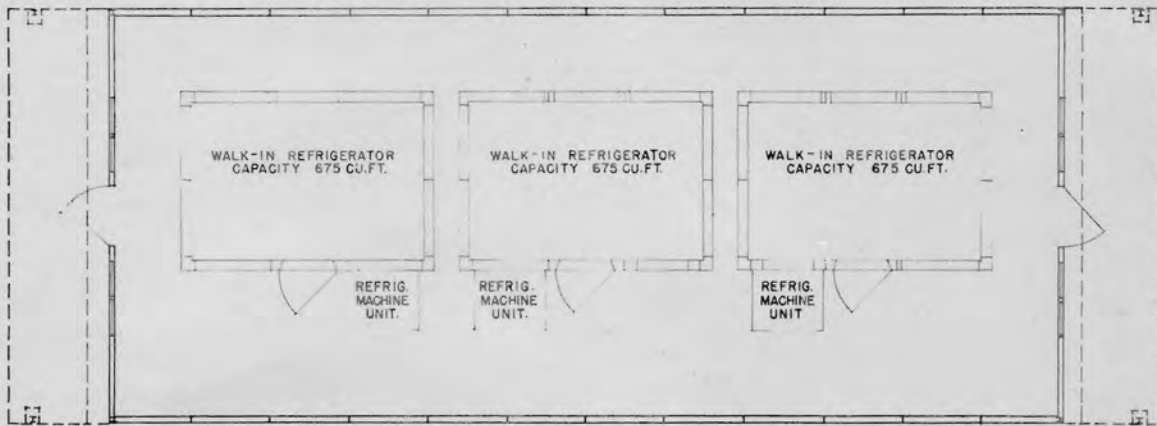 WALK-IN REFRIGERATOR
CAPACITY 675 CU.FT.
WALK-IN REFRIGERATOR
CAPACITY 675 CU.FT.
WALK-IN REFRIGERATOR
CAPACITY 675 CU.FT.
REFRIG.
MACHINE
UNIT.
REFRIG.
MACHINE
UNIT.
REFRIG.
MACHINE
UNIT